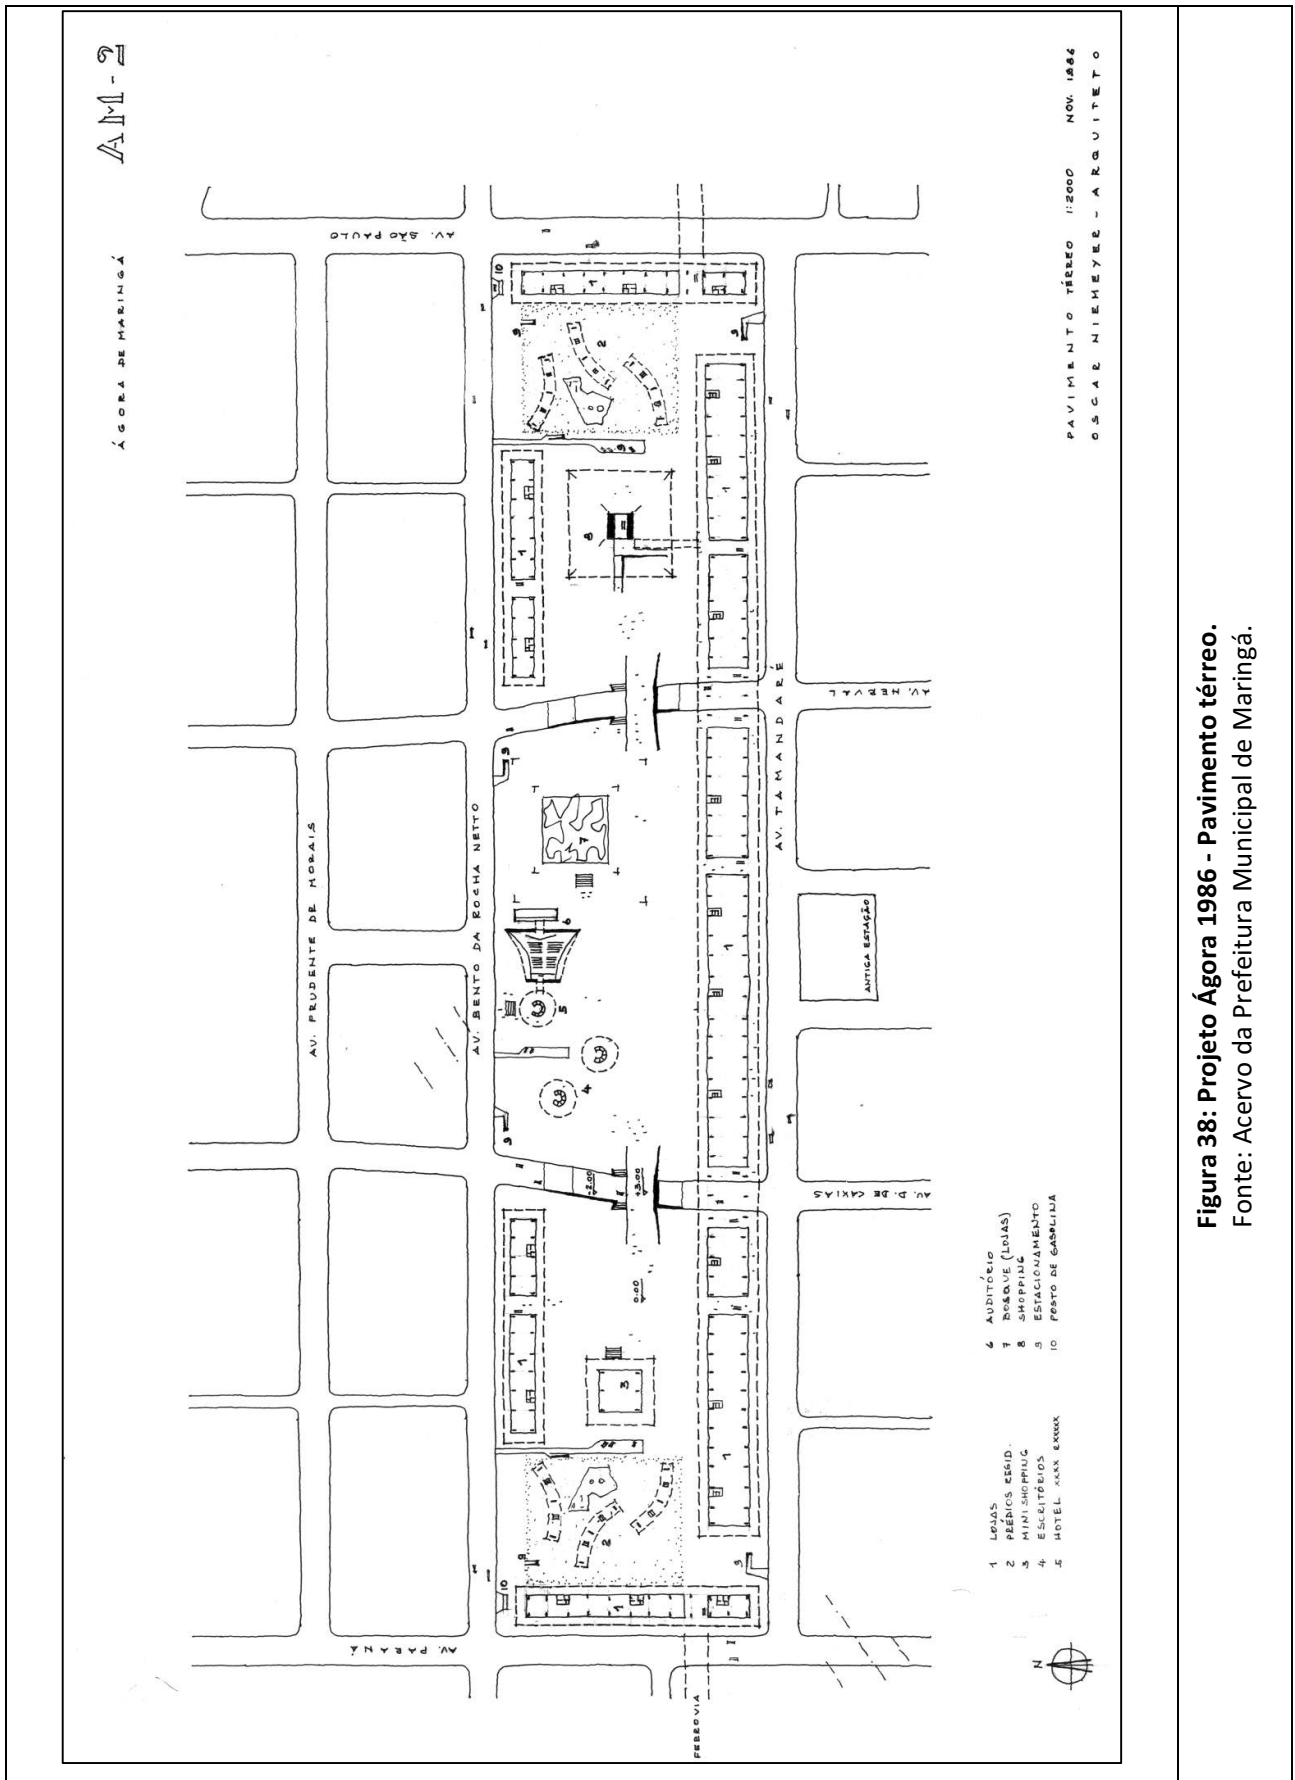 ÁGORA DE MARINGÁ
AM-2
AV. PRUDENTE DE MORAIS
AV. BENTO DA ROCHA NETTO
AV. TAMANDARÉ
AV. PARANÁ
AV. D. DE CAXIAS
AV. HERVAL
AV. SÃO PAULO
FERROVIA
ANTIGA ESTAÇÃO
0.00
-2.00
+3.00
N
1 LOJAS
2 PRÉDIOS RESID.
3 MINI SHOPPING
4 ESCRITÓRIOS
5 HOTEL
6 AUDITÓRIO
7 BOSQUE (LOJAS)
8 SHOPPING
9 ESTACIONAMENTO
10 POSTO DE GASOLINA
PAVIMENTO TÉRREO 1:2000 NOV. 1986
OSCAR NIEMEYER - ARQUITETO
Figura 38: Projeto Ágora 1986 - Pavimento térreo.
Fonte: Acervo da Prefeitura Municipal de Maringá.